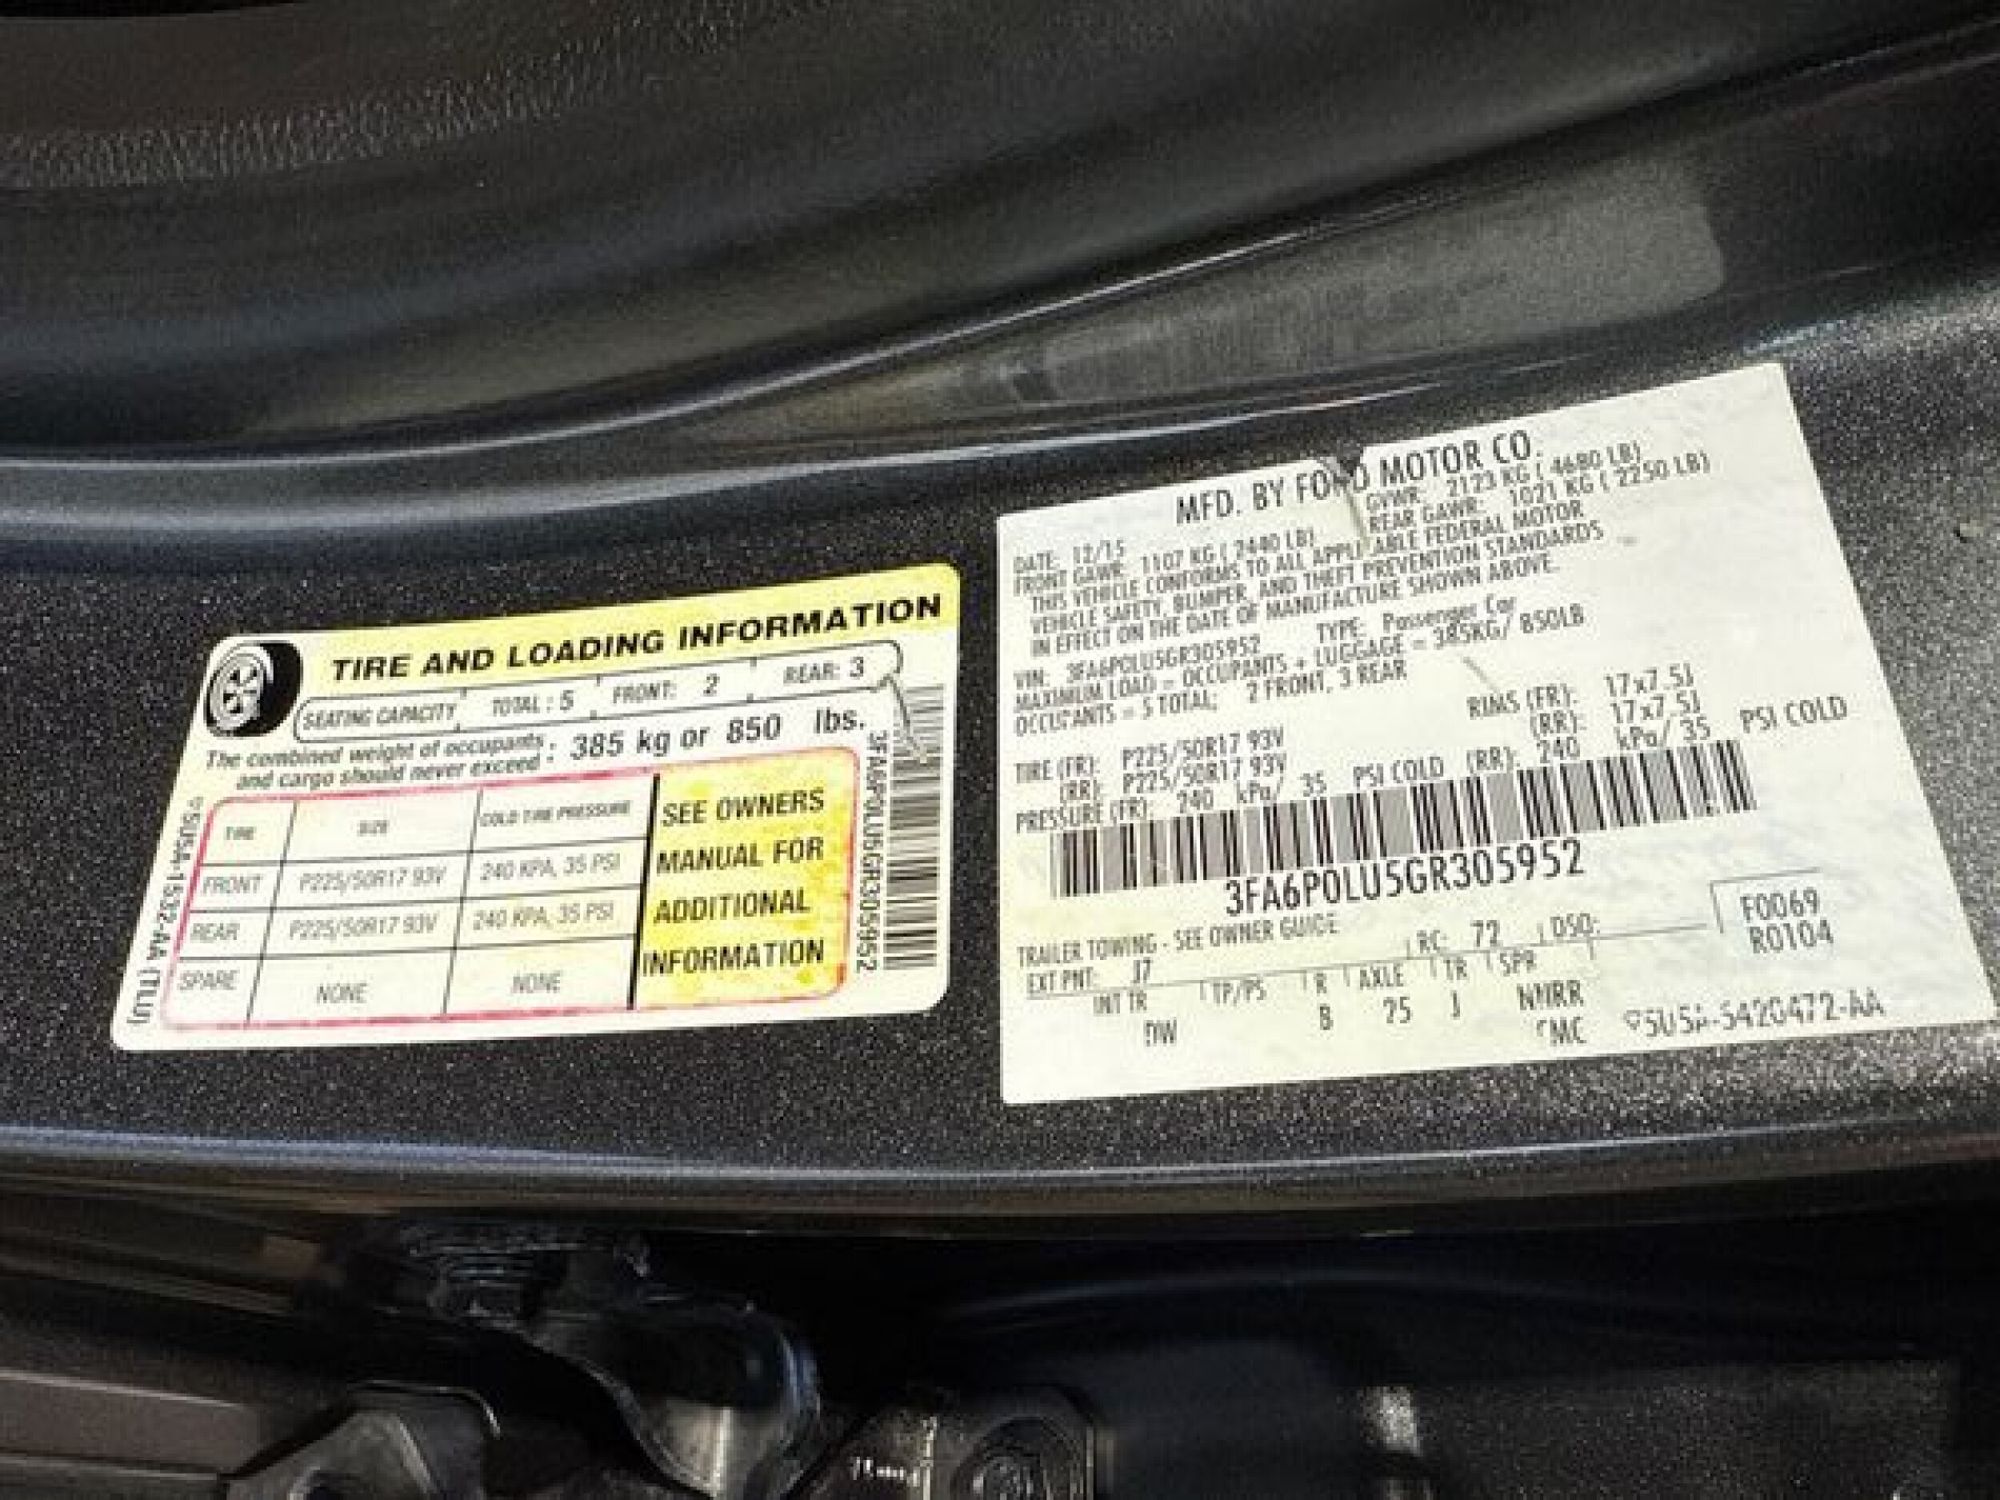 TIRE AND LOADING INFORMATION
SEATING CAPACITY TOTAL : 5 FRONT: 2 REAR: 3
The combined weight of occupants
and cargo should never exceed : 385 kg or 850 lbs.
TIRE SIZE COLD TIRE PRESSURE
FRONT P225/50R17 93V 240 KPA, 35 PSI
REAR P225/50R17 93V 240 KPA, 35 PSI
SPARE NONE NONE
SEE OWNERS
MANUAL FOR
ADDITIONAL
INFORMATION
5U5A-1532-AA (TLU)
3FA6P0LU5GR305952
MFD. BY FORD MOTOR CO.
DATE: 12/15 GVWR: 2123 KG ( 4680 LB)
FRONT GAWR: 1107 KG ( 2440 LB) REAR GAWR: 1021 KG ( 2250 LB)
THIS VEHICLE CONFORMS TO ALL APPLICABLE FEDERAL MOTOR
VEHICLE SAFETY, BUMPER, AND THEFT PREVENTION STANDARDS
IN EFFECT ON THE DATE OF MANUFACTURE SHOWN ABOVE.
VIN: 3FA6P0LU5GR305952 TYPE: Passenger Car
MAXIMUM LOAD = OCCUPANTS + LUGGAGE = 385KG/ 850LB
OCCUPANTS = 5 TOTAL; 2 FRONT, 3 REAR
TIRE (FR): P225/50R17 93V RIMS (FR): 17x7.5J
(RR): P225/50R17 93V (RR): 17x7.5J
PRESSURE (FR): 240 kPa/ 35 PSI COLD (RR): 240 kPa/ 35 PSI COLD
3FA6P0LU5GR305952
TRAILER TOWING - SEE OWNER GUIDE
F0069
R0104
EXT PNT: J7 RC: 72 DSO:
INT TR TP/PS R AXLE TR SPR
DW B 25 J NNRR
5U5A-5420472-AA